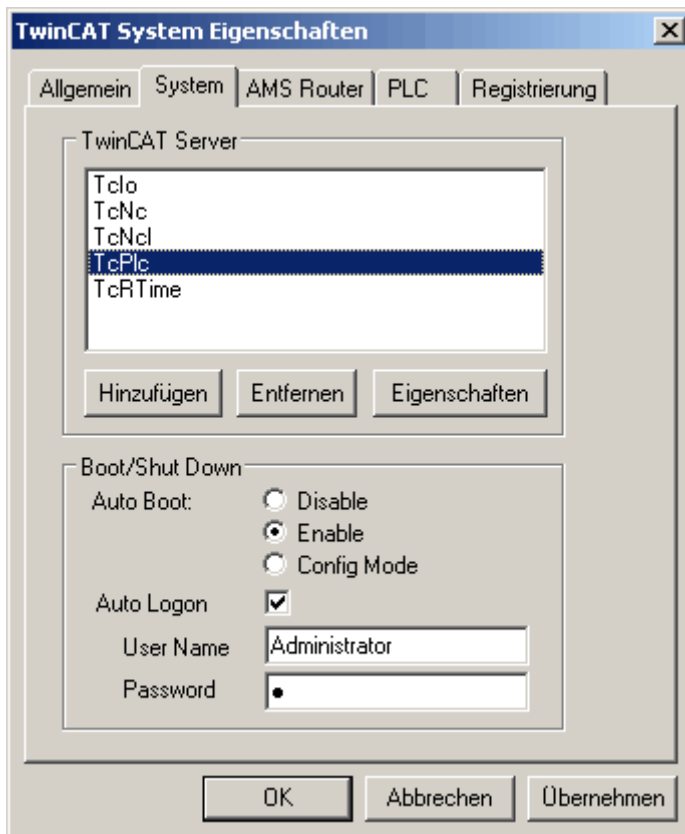 TwinCAT System Eigenschaften
Allgemein System AMS Router PLC Registrierung
TwinCAT Server
TcIo
TcNc
TcNcI
TcPlc
TcRTime
Hinzufügen Entfernen Eigenschaften
Boot/Shut Down
Auto Boot: Disable
Enable
Config Mode
Auto Logon
User Name Administrator
Password ●
OK Abbrechen Übernehmen